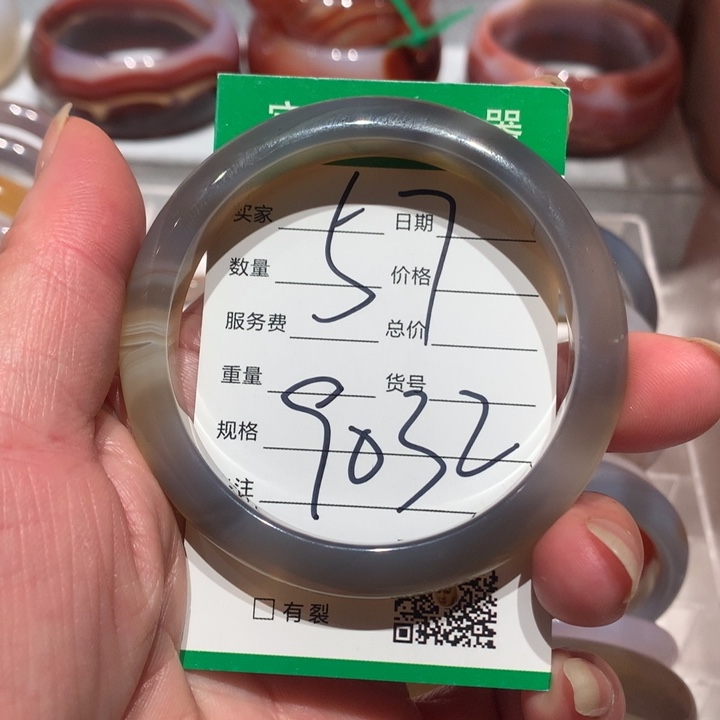 器
买家 日期
57
数量 价格
服务费 总价
重量 货号
9032
规格
注
有裂